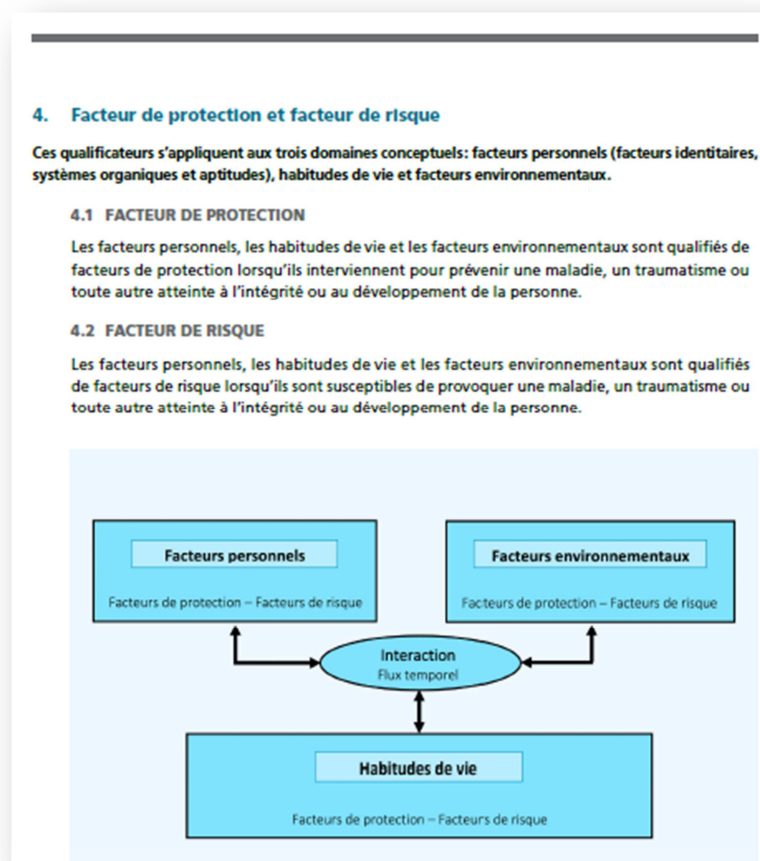 4. Facteur de protection et facteur de risque
Ces qualificateurs s'appliquent aux trois domaines conceptuels: facteurs personnels (facteurs identitaires,
systèmes organiques et aptitudes), habitudes de vie et facteurs environnementaux.
4.1 FACTEUR DE PROTECTION
Les facteurs personnels, les habitudes de vie et les facteurs environnementaux sont qualifiés de
facteurs de protection lorsqu'ils interviennent pour prévenir une maladie, un traumatisme ou
toute autre atteinte à l'intégrité ou au développement de la personne.
4.2 FACTEUR DE RISQUE
Les facteurs personnels, les habitudes de vie et les facteurs environnementaux sont qualifiés
de facteurs de risque lorsqu'ils sont susceptibles de provoquer une maladie, un traumatisme ou
toute autre atteinte à l'intégrité ou au développement de la personne.
Facteurs personnels
Facteurs de protection – Facteurs de risque
Facteurs environnementaux
Facteurs de protection – Facteurs de risque
Interaction
Flux temporel
Habitudes de vie
Facteurs de protection – Facteurs de risque